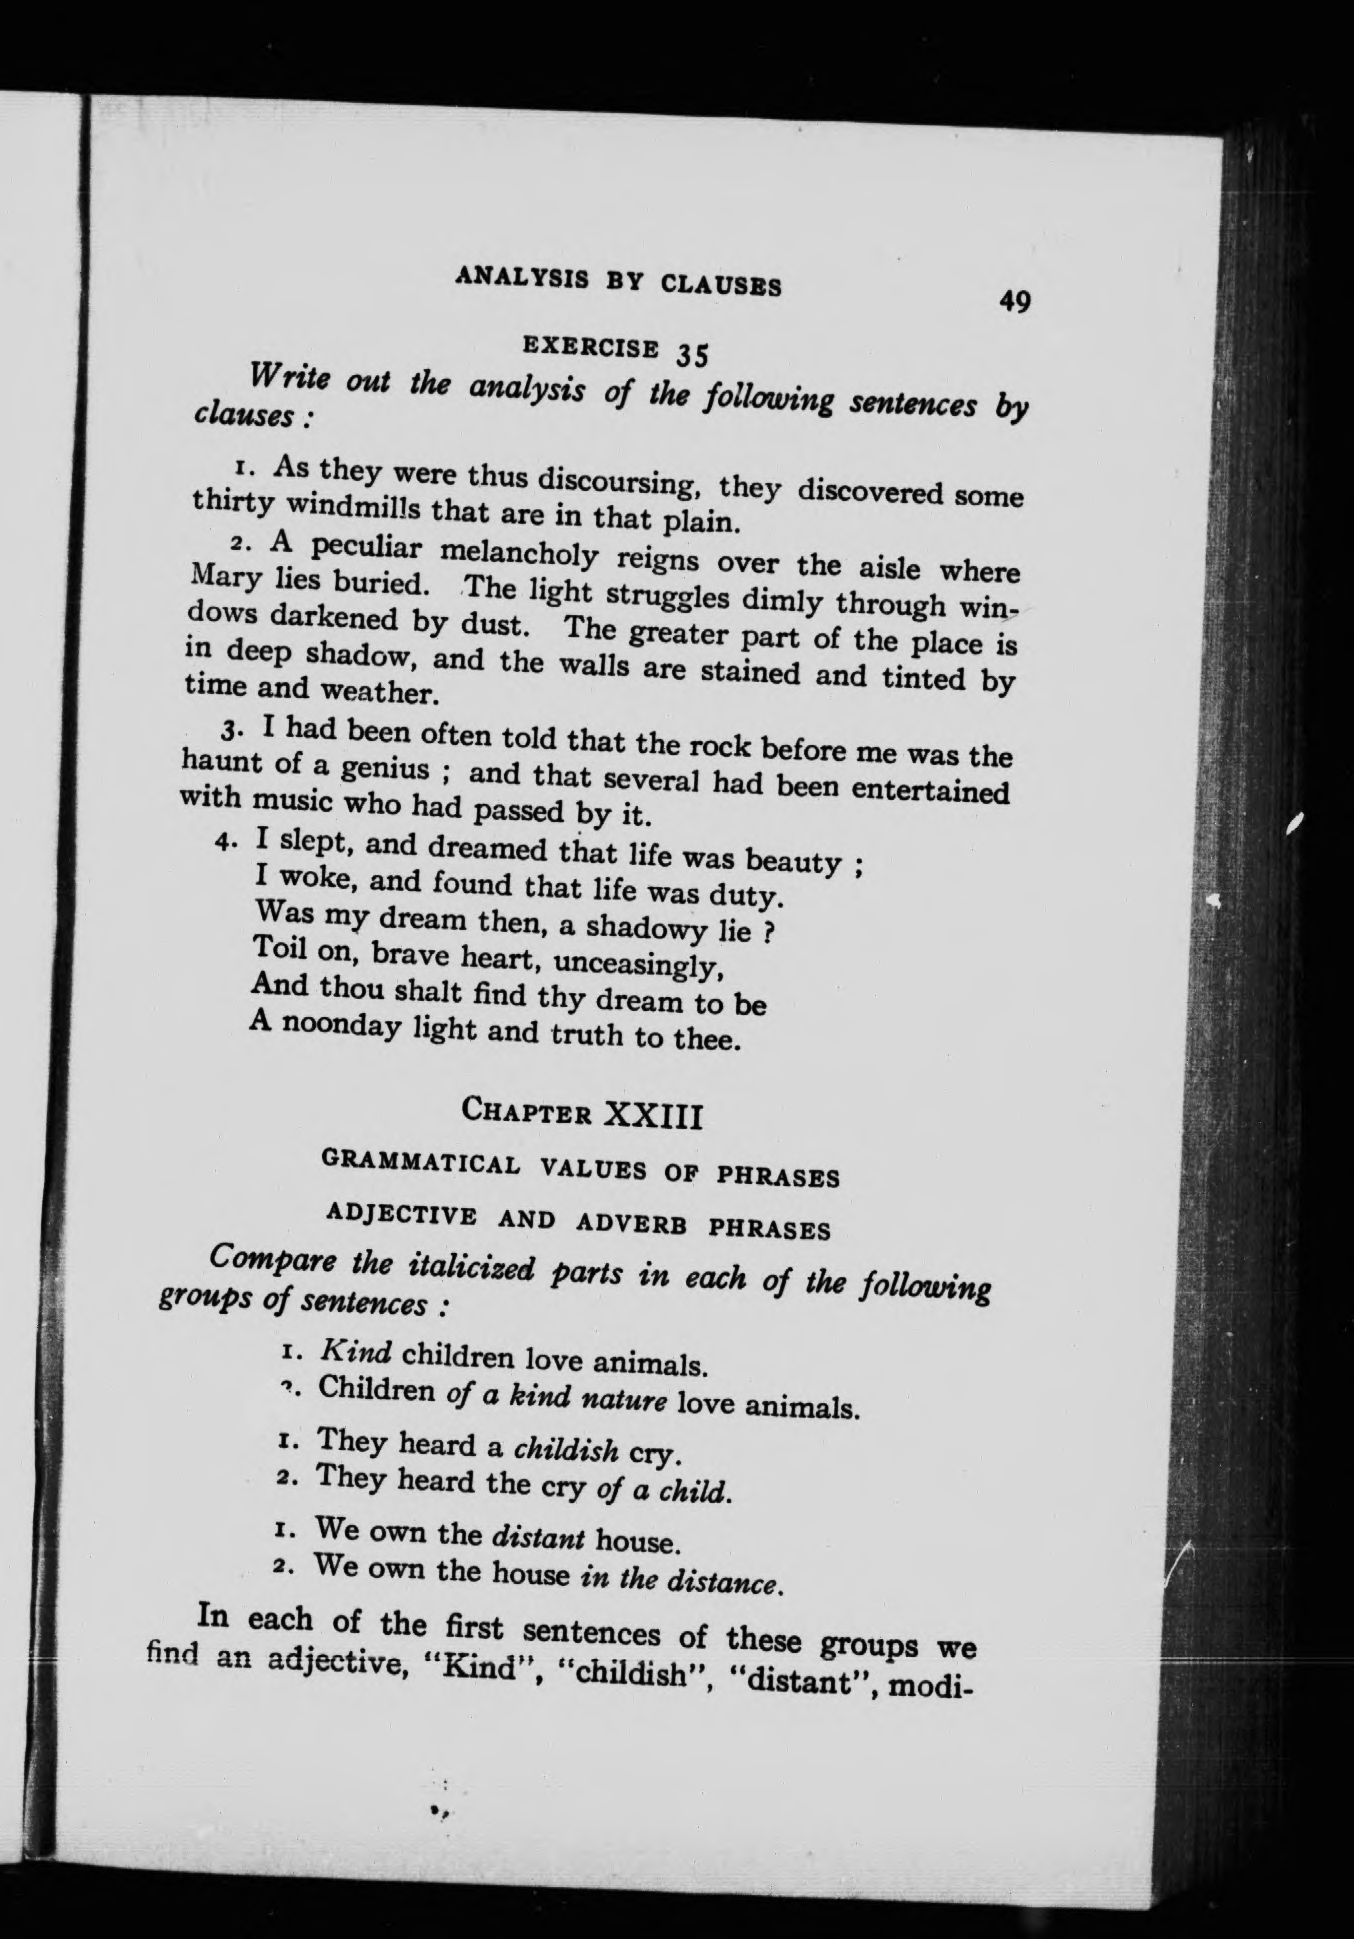 ANALYSIS BY CLAUSES 49
EXERCISE 35
Write out the analysis of the following sentences by
clauses :
1. As they were thus discoursing, they discovered some
thirty windmills that are in that plain.
2. A peculiar melancholy reigns over the aisle where
Mary lies buried. The light struggles dimly through win-
dows darkened by dust. The greater part of the place is
in deep shadow, and the walls are stained and tinted by
time and weather.
3. I had been often told that the rock before me was the
haunt of a genius ; and that several had been entertained
with music who had passed by it.
4. I slept, and dreamed that life was beauty ;
I woke, and found that life was duty.
Was my dream then, a shadowy lie ?
Toil on, brave heart, unceasingly,
And thou shalt find thy dream to be
A noonday light and truth to thee.
CHAPTER XXIII
GRAMMATICAL VALUES OF PHRASES
ADJECTIVE AND ADVERB PHRASES
Compare the italicized parts in each of the following
groups of sentences :
1. Kind children love animals.
2. Children of a kind nature love animals.
1. They heard a childish cry.
2. They heard the cry of a child.
1. We own the distant house.
2. We own the house in the distance.
In each of the first sentences of these groups we
find an adjective, "Kind", "childish", "distant", modi-